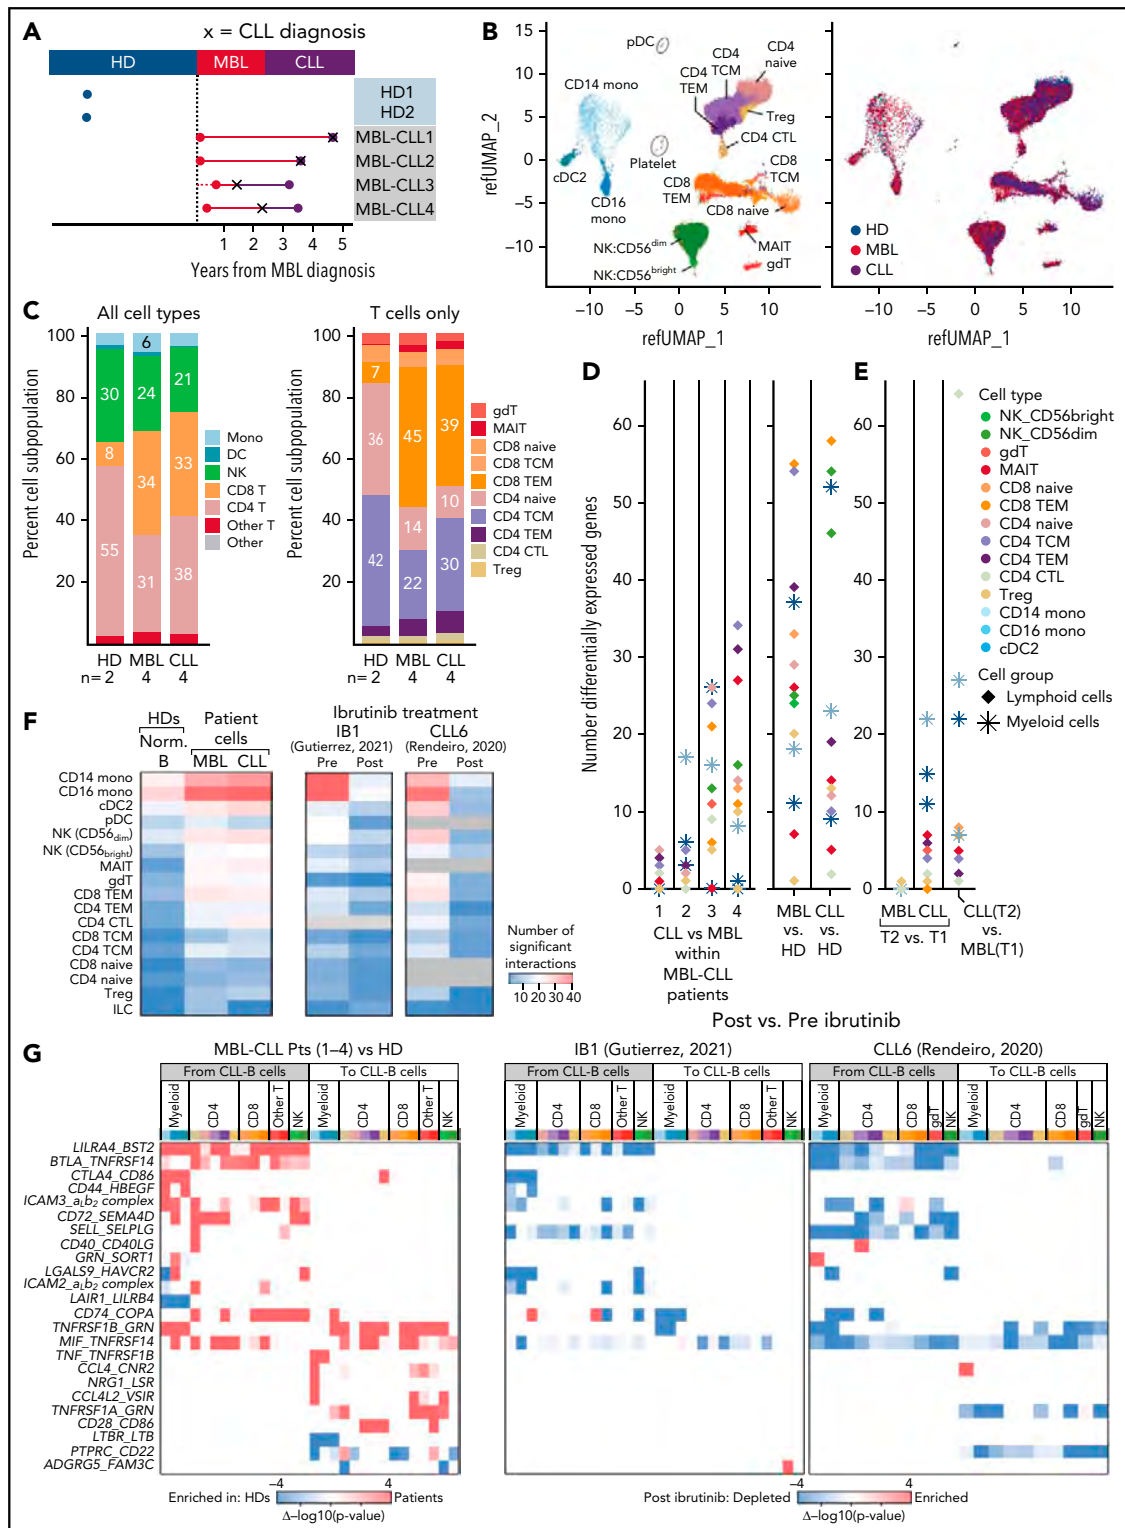 A
x = CLL diagnosis
HD MBL CLL
HD1
HD2
MBL-CLL1
MBL-CLL2
MBL-CLL3
MBL-CLL4
1 2 3 4 5
Years from MBL diagnosis
B
15
10
5
0
−5
−10
refUMAP_2
pDC
CD14 mono
CD4 TCM
CD4 naive
CD4 TEM
Treg
CD4 CTL
Platelet
cDC2
CD16 mono
CD8 TEM
CD8 TCM
CD8 naive
NK:CD56dim
MAIT
NK:CD56bright
gdT
−10 −5 0 5 10
refUMAP_1
HD
MBL
CLL
−10 −5 0 5 10
refUMAP_1
C
All cell types
Percent cell subpopulation
100
80
60
40
20
30 8 55
6 24 34 31
21 33 38
HD MBL CLL
n= 2 4 4
Mono
DC
NK
CD8 T
CD4 T
Other T
Other
T cells only
Percent cell subpopulation
100
80
60
40
20
7 36 42
45 14 22
39 10 30
HD MBL CLL
n= 2 4 4
gdT
MAIT
CD8 naive
CD8 TCM
CD8 TEM
CD4 naive
CD4 TCM
CD4 TEM
CD4 CTL
Treg
D
Number differentially expressed genes
60
50
40
30
20
10
0
1 2 3 4
CLL vs MBL
within
MBL-CLL
patients
MBL vs. HD
CLL vs. HD
E
60
50
40
30
20
10
0
MBL CLL
T2 vs. T1
CLL(T2)
vs.
MBL(T1)
Cell type
NK_CD56bright
NK_CD56dim
gdT
MAIT
CD8 naive
CD8 TEM
CD4 naive
CD4 TCM
CD4 TEM
CD4 CTL
Treg
CD14 mono
CD16 mono
cDC2
Cell group
Lymphoid cells
Myeloid cells
F
HDs
Norm.
B
Patient
cells
MBL CLL
Ibrutinib treatment
IB1
(Gutierrez, 2021)
Pre Post
CLL6
(Rendeiro, 2020)
Pre Post
CD14 mono
CD16 mono
cDC2
pDC
NK (CD56dim)
NK (CD56bright)
MAIT
gdT
CD8 TEM
CD4 TEM
CD4 CTL
CD8 TCM
CD4 TCM
CD8 naive
CD4 naive
Treg
ILC
Number of
significant
interactions
10 20 30 40
G
Post vs. Pre ibrutinib
MBL-CLL Pts (1–4) vs HD
From CLL-B cells To CLL-B cells
Myeloid CD4 CD8 Other T NK Myeloid CD4 CD8 Other T NK
IB1 (Gutierrez, 2021)
From CLL-B cells To CLL-B cells
Myeloid CD4 CD8 Other T NK Myeloid CD4 CD8 Other T NK
CLL6 (Rendeiro, 2020)
From CLL-B cells To CLL-B cells
Myeloid CD4 CD8 gdT NK Myeloid CD4 CD8 gdT NK
LILRA4_BST2
BTLA_TNFRSF14
CTLA4_CD86
CD44_HBEGF
ICAM3_aLb2 complex
CD72_SEMA4D
SELL_SELPLG
CD40_CD40LG
GRN_SORT1
LGALS9_HAVCR2
ICAM2_aLb2 complex
LAIR1_LILRB4
CD74_COPA
TNFRSF1B_GRN
MIF_TNFRSF14
TNF_TNFRSF1B
CCL4_CNR2
NRG1_LSR
CCL4L2_VSIR
TNFRSF1A_GRN
CD28_CD86
LTBR_LTB
PTPRC_CD22
ADGRG5_FAM3C
−4 4
Enriched in: HDs Patients
Δ−log10(p-value)
−4 4
Post ibrutinib: Depleted Enriched
Δ−log10(p-value)